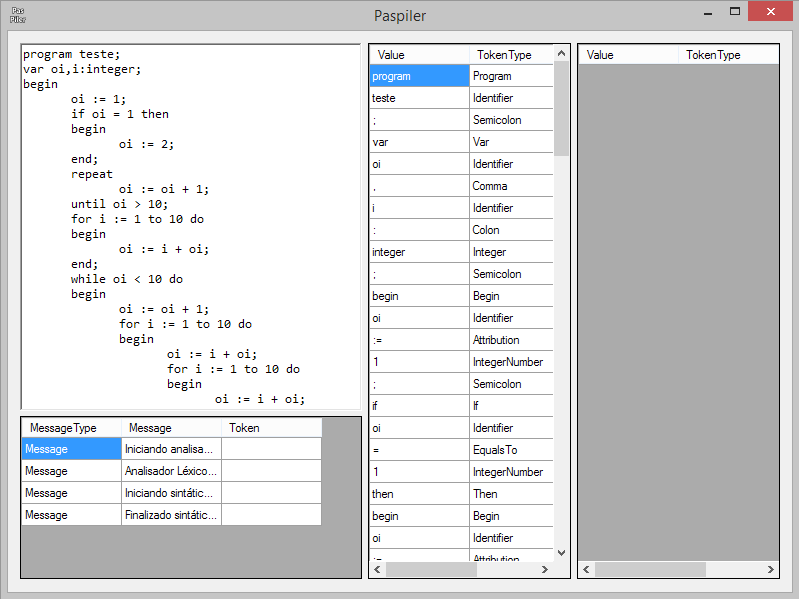 Pas
Piler
Paspiler
program teste;
var oi,i:integer;
begin
oi := 1;
if oi = 1 then
begin
oi := 2;
end;
repeat
oi := oi + 1;
until oi > 10;
for i := 1 to 10 do
begin
oi := i + oi;
end;
while oi < 10 do
begin
oi := oi + 1;
for i := 1 to 10 do
begin
oi := i + oi;
for i := 1 to 10 do
begin
oi := i + oi;
MessageType Message Token
Message Iniciando analisa...
Message Analisador Léxico...
Message Iniciando sintátic...
Message Finalizado sintátic...
Value TokenType
program Program
teste Identifier
; Semicolon
var Var
oi Identifier
, Comma
i Identifier
: Colon
integer Integer
; Semicolon
begin Begin
oi Identifier
:= Attribution
1 IntegerNumber
; Semicolon
if If
oi Identifier
= EqualsTo
1 IntegerNumber
then Then
begin Begin
oi Identifier
:= Attribution
Value TokenType